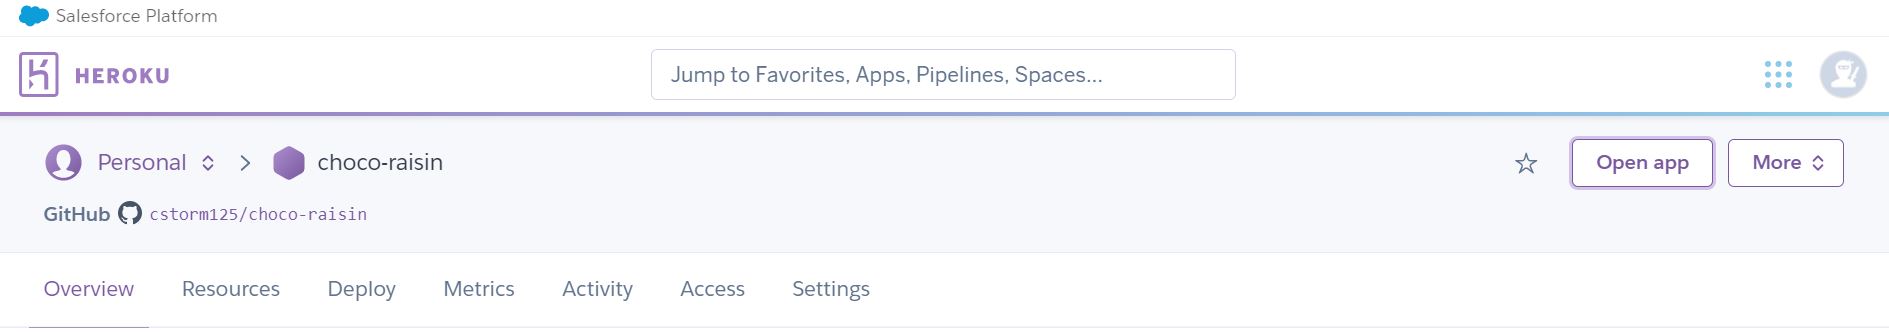 Salesforce Platform
HEROKU
Jump to Favorites, Apps, Pipelines, Spaces...
Personal
choco-raisin
Open app
More
GitHub cstorm125/choco-raisin
Overview Resources Deploy Metrics Activity Access Settings